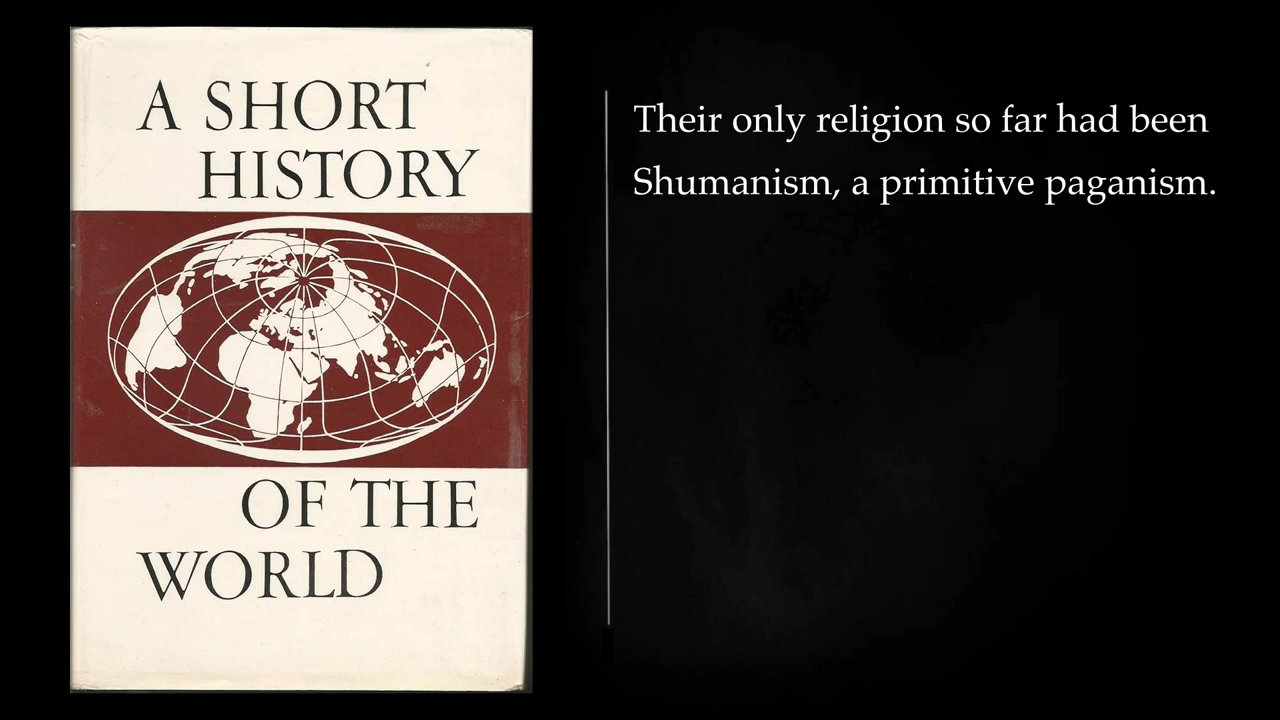 A SHORT
HISTORY
OF THE
WORLD
Their only religion so far had been
Shumanism, a primitive paganism.